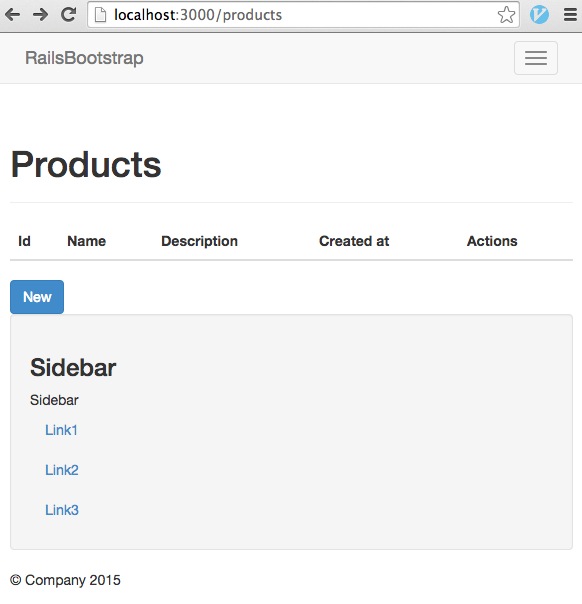 localhost:3000/products
RailsBootstrap
Products
Id Name Description Created at Actions
New
Sidebar
Sidebar
Link1
Link2
Link3
© Company 2015